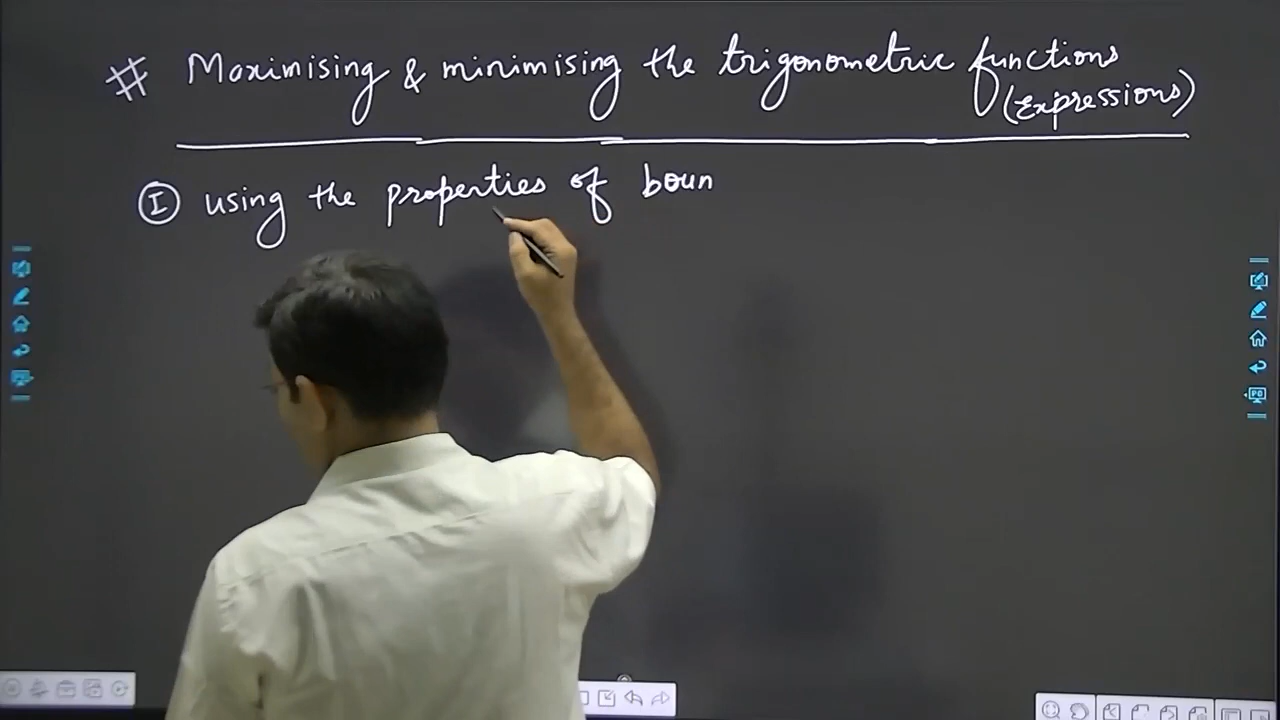 # Maximising & minimising the trigonometric functions
(Expressions)
I using the properties of boun